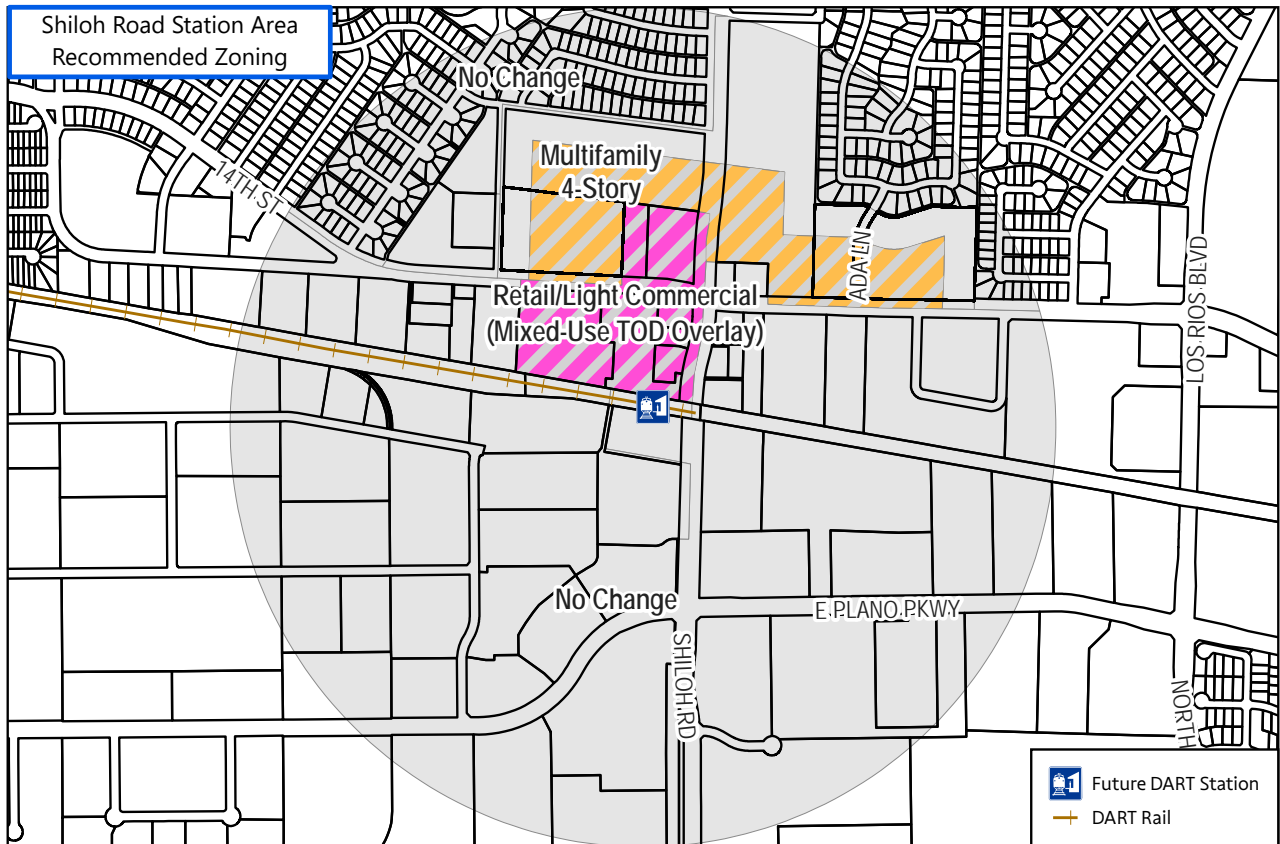 Shiloh Road Station Area
Recommended Zoning
No Change
Multifamily
4-Story
14TH ST
ADA LN
LOS RIOS BLVD
Retail/Light Commercial
(Mixed-Use TOD Overlay)
No Change
E PLANO PKWY
SHILOH RD
NORTH
Future DART Station
DART Rail